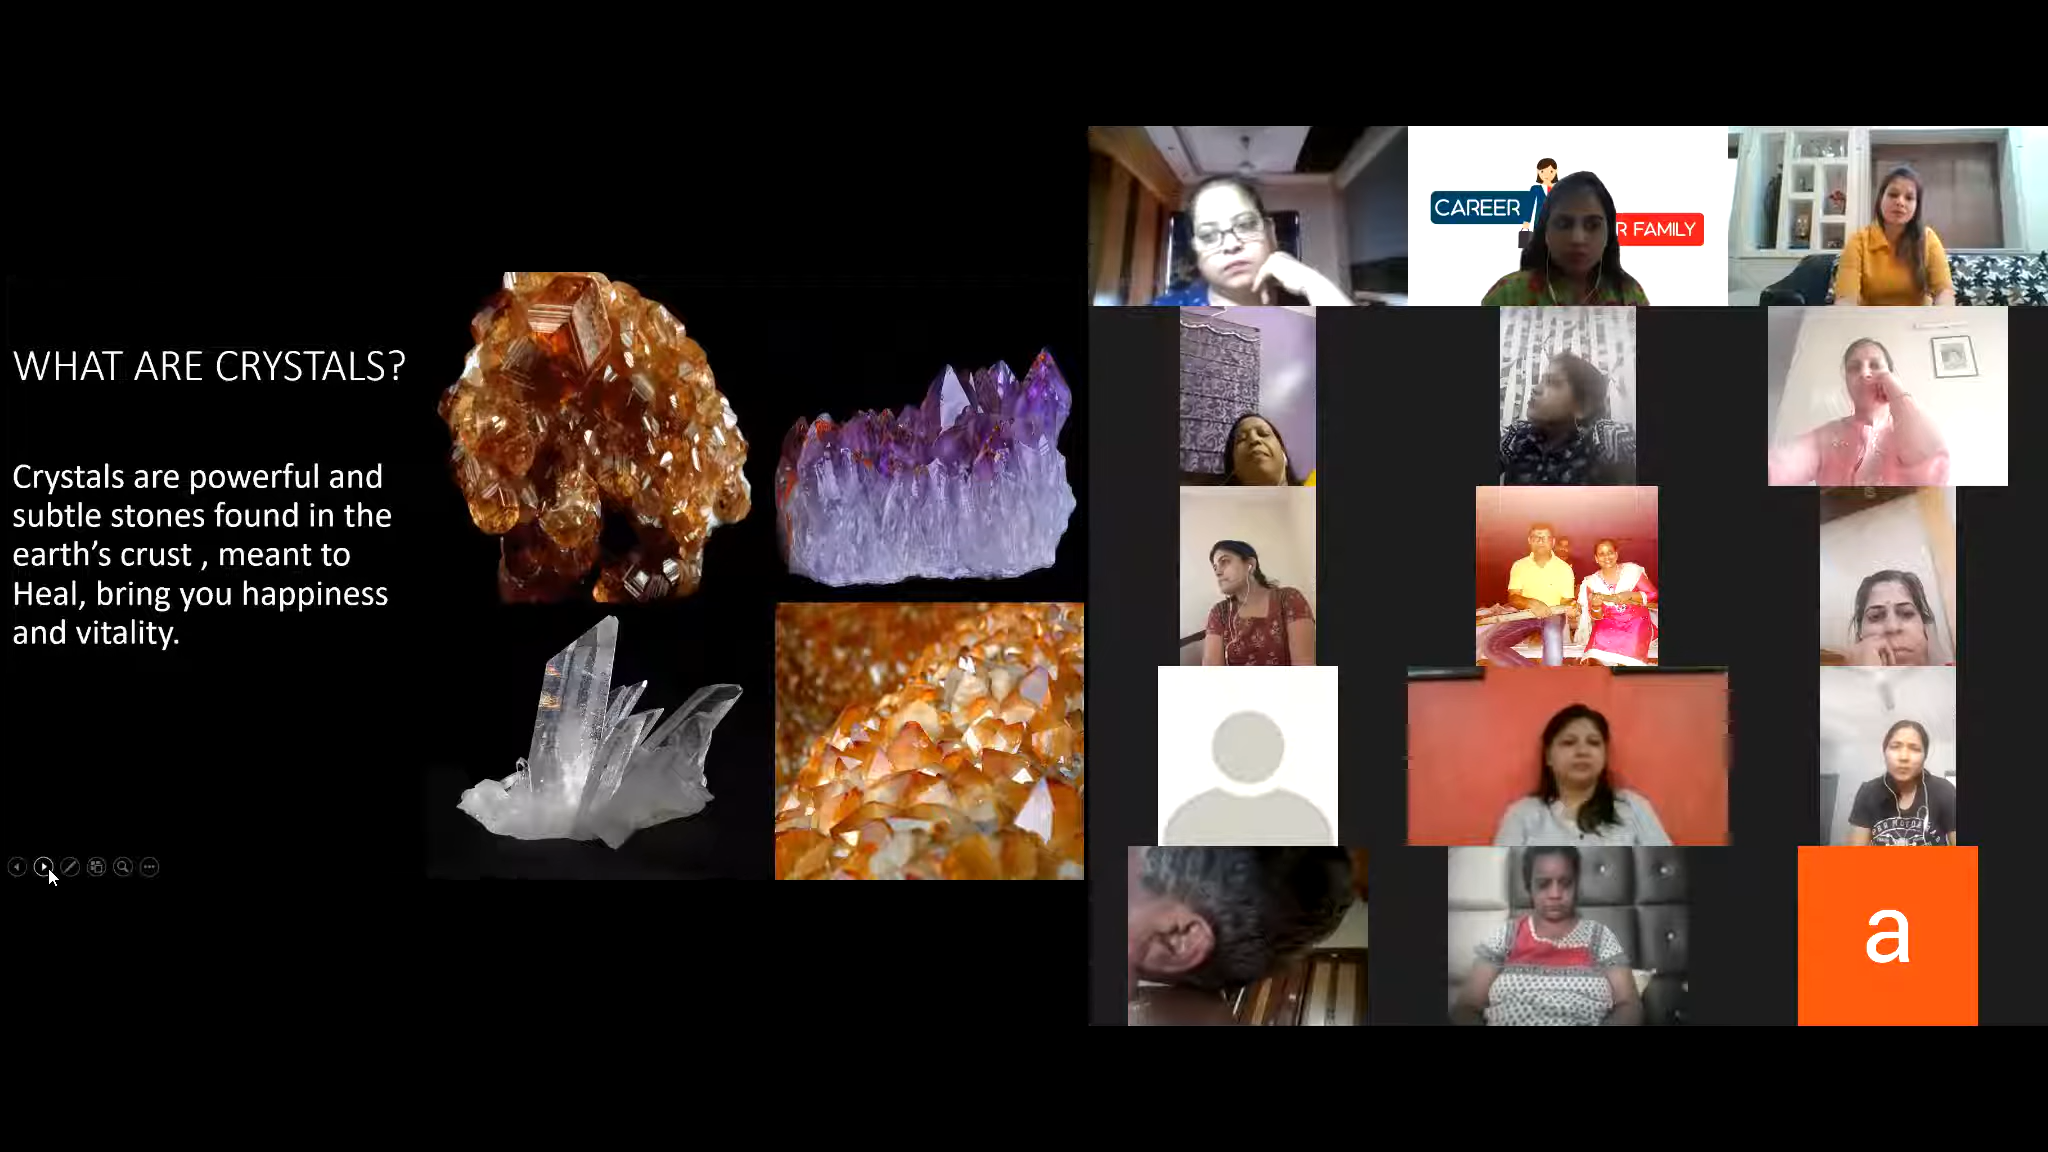 WHAT ARE CRYSTALS?
Crystals are powerful and
subtle stones found in the
earth’s crust , meant to
Heal, bring you happiness
and vitality.
CAREER
R FAMILY
a